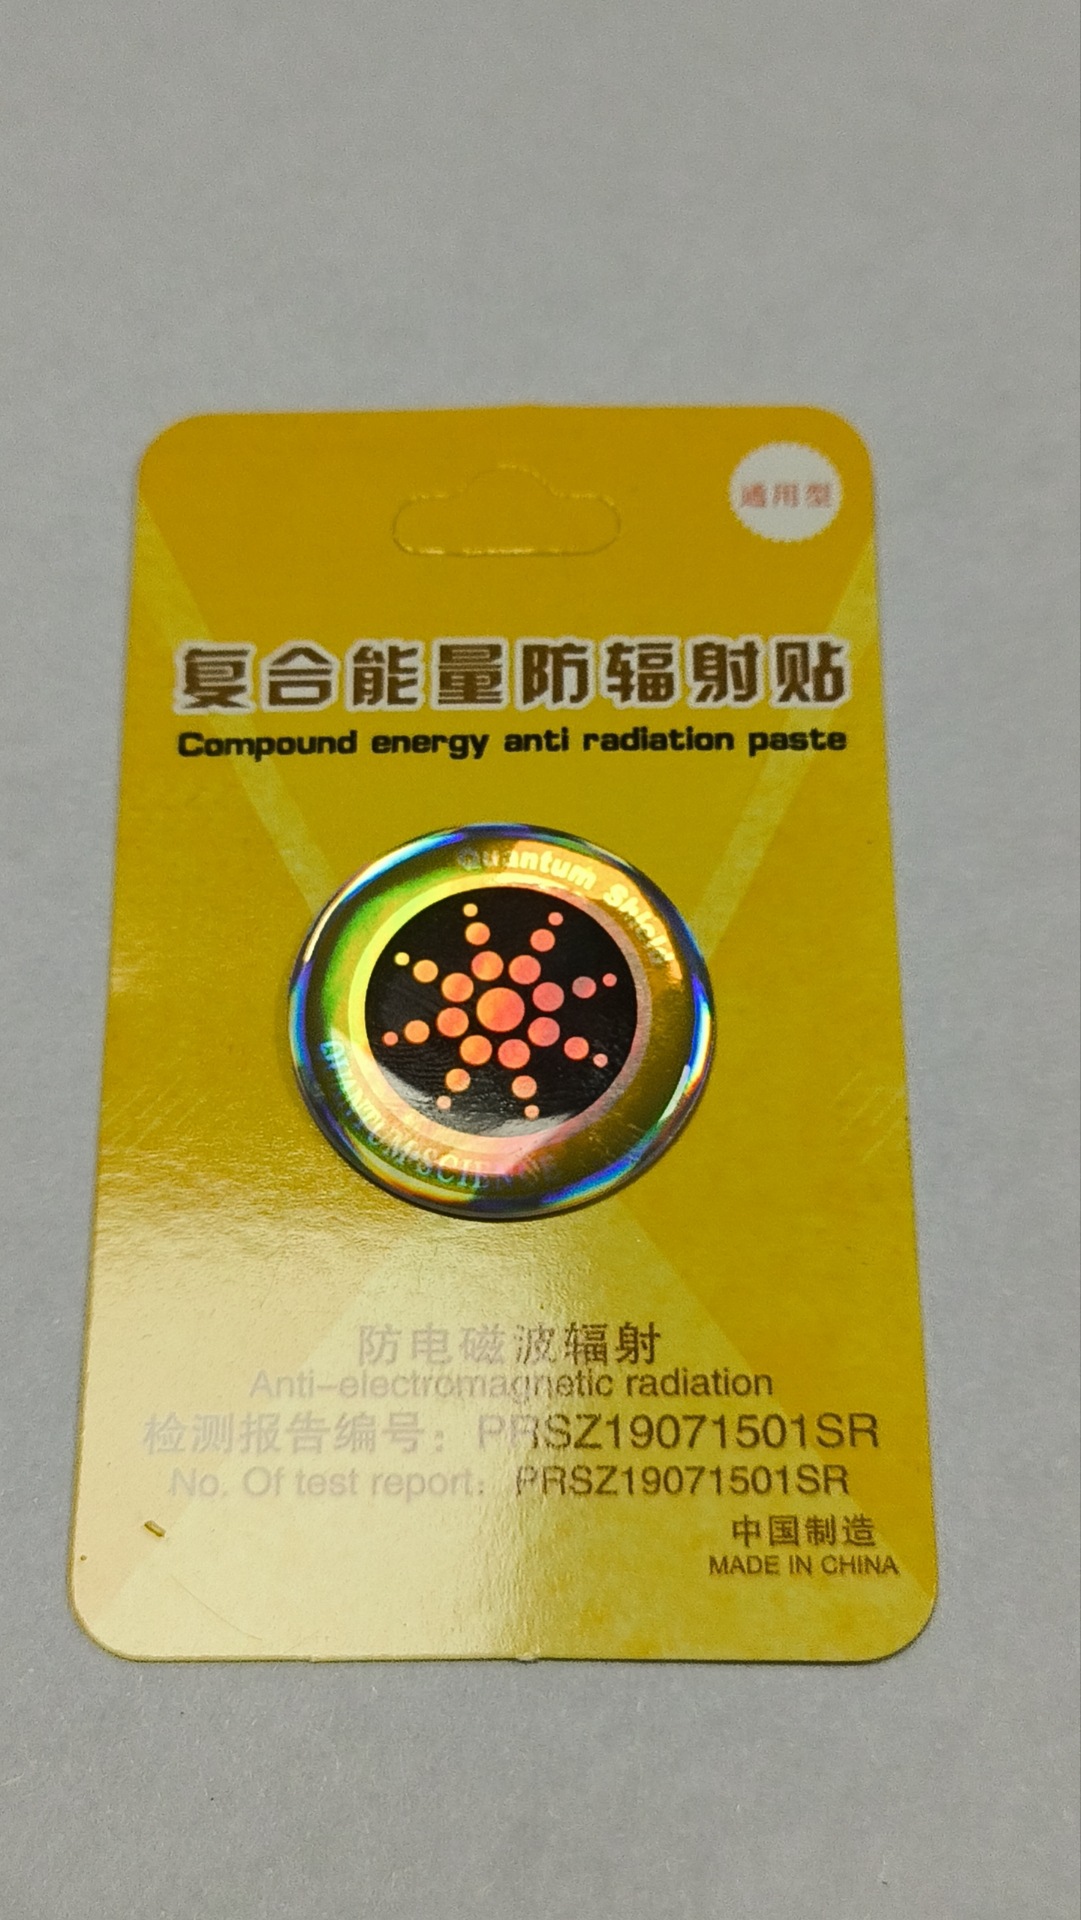 通用型
复合能量防辐射贴
Compound energy anti radiation paste
Quantum Shield
QUANTUM SCIENCE
防电磁波辐射
Anti-electromagnetic radiation
检测报告编号：PRSZ19071501SR
No. Of test report: PRSZ19071501SR
中国制造
MADE IN CHINA